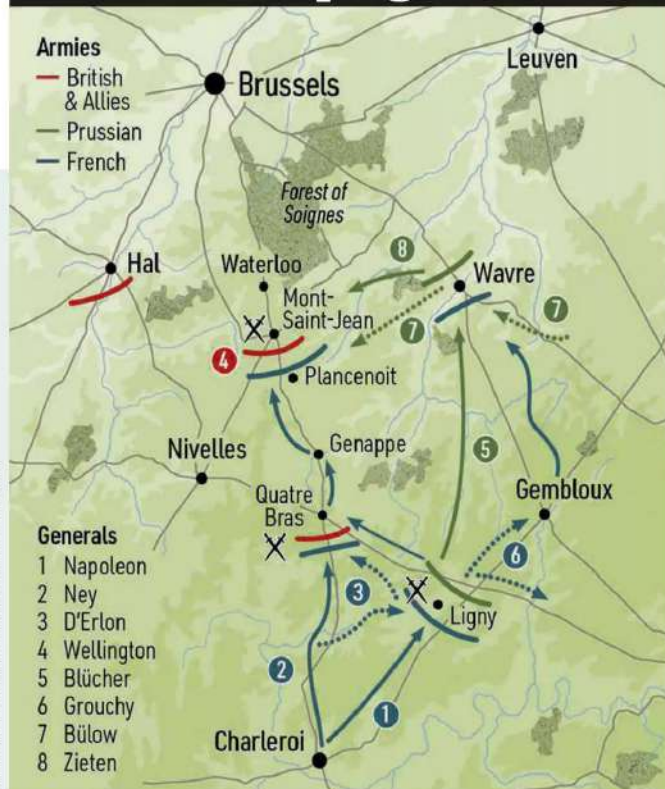 Armies
British
& Allies
Prussian
French
Brussels
Leuven
Forest of
Soignes
Hal
Waterloo
8
Wavre
Mont-
Saint-Jean
7
7
4
Plancenoit
Nivelles
Genappe
5
Gembloux
Quatre
Bras
6
3
Ligny
2
1
Charleroi
Generals
1 Napoleon
2 Ney
3 D'Erlon
4 Wellington
5 Blücher
6 Grouchy
7 Bülow
8 Zieten